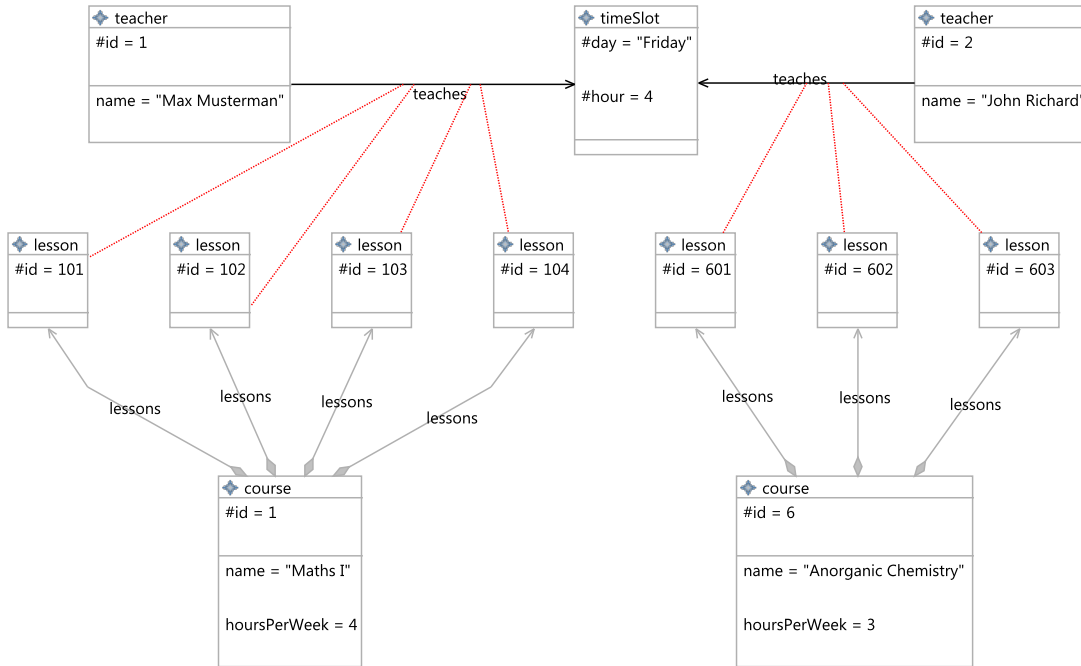 teacher
#id = 1
name = "Max Musterman"
teaches
timeSlot
#day = "Friday"
#hour = 4
teaches
teacher
#id = 2
name = "John Richard"
lesson
#id = 101
lesson
#id = 102
lesson
#id = 103
lesson
#id = 104
lesson
#id = 601
lesson
#id = 602
lesson
#id = 603
lessons
lessons
lessons
lessons
lessons
lessons
lessons
course
#id = 1
name = "Maths I"
hoursPerWeek = 4
course
#id = 6
name = "Anorganic Chemistry"
hoursPerWeek = 3